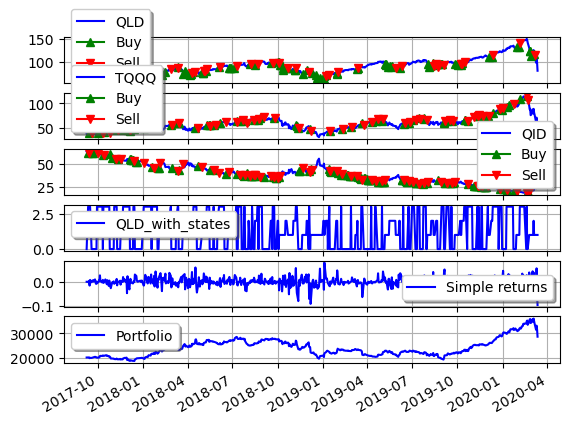 QLD
Buy
Sell
150
100
TQQQ
Buy
Sell
100
50
QID
Buy
Sell
50
25
QLD_with_states
2.5
0.0
Simple returns
0.0
−0.1
Portfolio
30000
20000
2017-10
2018-01
2018-04
2018-07
2018-10
2019-01
2019-04
2019-07
2019-10
2020-01
2020-04